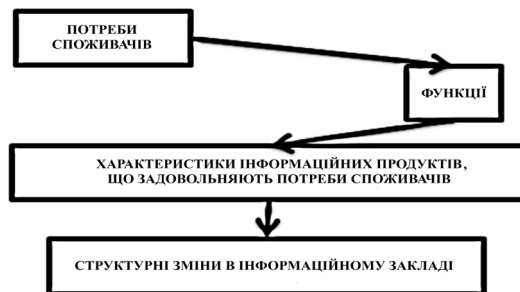 ПОТРЕБИ
СПОЖИВАЧІВ
ФУНКЦІЇ
ХАРАКТЕРИСТИКИ ІНФОРМАЦІЙНИХ ПРОДУКТІВ,
ЩО ЗАДОВОЛЬНЯЮТЬ ПОТРЕБИ СПОЖИВАЧІВ
СТРУКТУРНІ ЗМІНИ В ІНФОРМАЦІЙНОМУ ЗАКЛАДІ